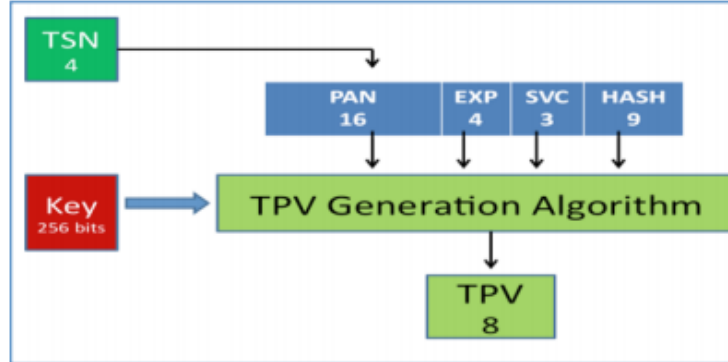 TSN
4
PAN EXP SVC HASH
16 4 3 9
Key
256 bits
TPV Generation Algorithm
TPV
8